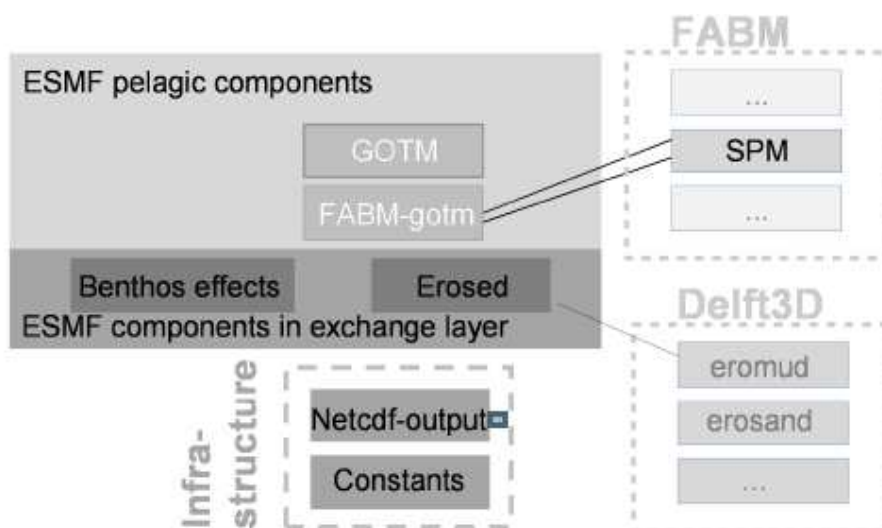 FABM
ESMF pelagic components
...
GOTM
SPM
FABM-gotm
...
Benthos effects
Erosed
ESMF components in exchange layer
Delft3D
eromud
erosand
...
Infra-
structure
Netcdf-output
Constants